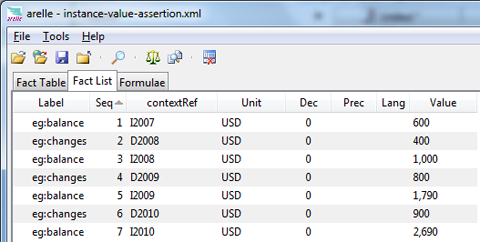 arelle - instance-value-assertion.xml
File Tools Help
Fact Table Fact List Formulae
Label Seq contextRef Unit Dec Prec Lang Value
eg:balance 1 I2007 USD 0 600
eg:changes 2 D2008 USD 0 400
eg:balance 3 I2008 USD 0 1,000
eg:changes 4 D2009 USD 0 800
eg:balance 5 I2009 USD 0 1,790
eg:changes 6 D2010 USD 0 900
eg:balance 7 I2010 USD 0 2,690